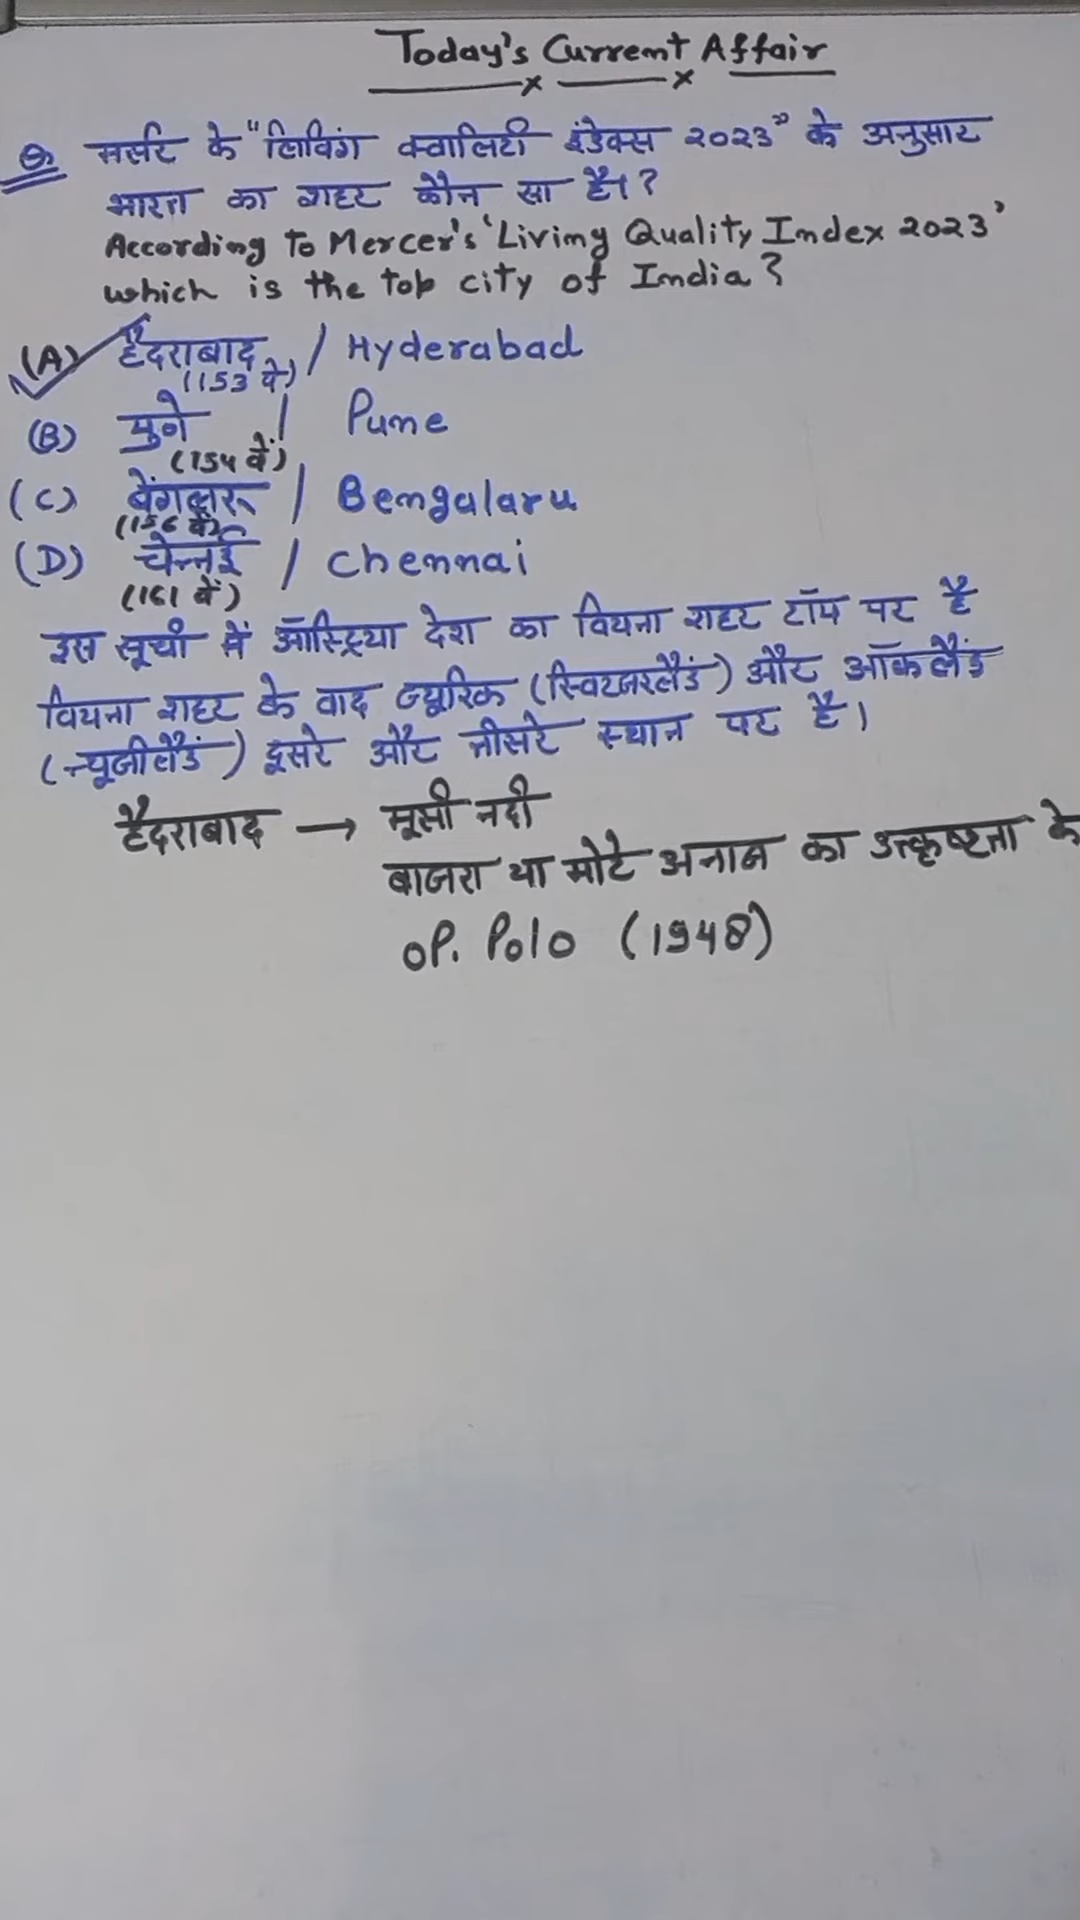 Today's Current Affair
Q. मर्सर के "लिविंग क्वालिटी इंडेक्स 2023" के अनुसार
भारत का शहर कौन सा है।?
According To Mercer's 'Living Quality Index 2023'
which is the top city of India?
(A) हैदराबाद / Hyderabad
(153 वें)
(B) पुणे / Pune
(154 वें)
(C) बेंगलुरू / Bengalaru
(156 वें)
(D) चेन्नई / Chennai
(161 वें)
इस सूची में ऑस्ट्रिया देश का वियना शहर टॉप पर है
वियना शहर के बाद ज्यूरिक (स्विटजरलैंड) और ऑकलैंड
(न्यूजीलैंड) दूसरे और तीसरे स्थान पर है।
हैदराबाद → मूसी नदी
बाजरा या मोटे अनाज का उत्कृष्टता के
OP. Polo (1948)